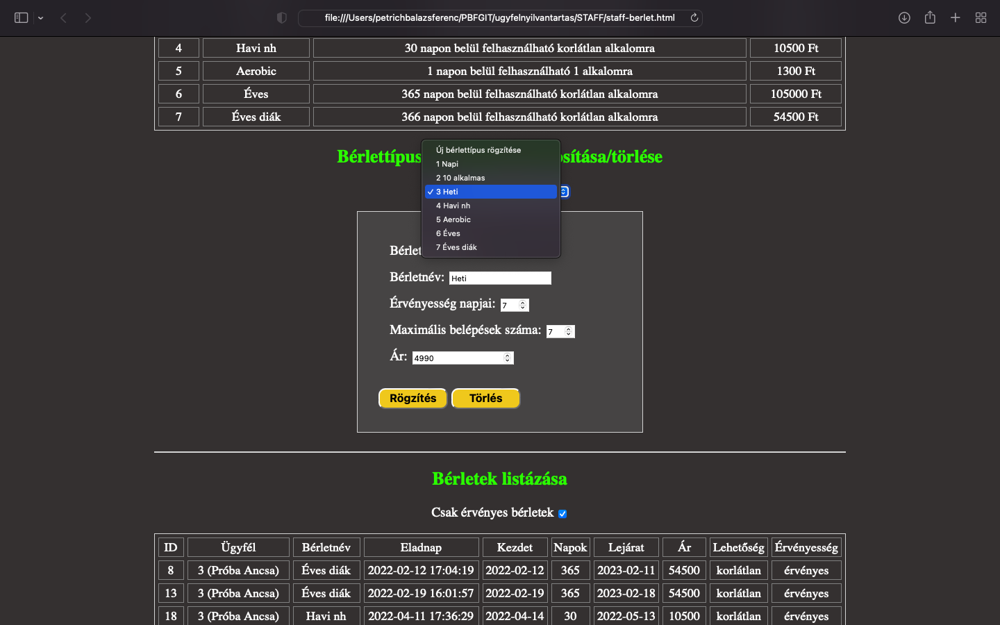 file:///Users/petrichbalazsferenc/PBFGIT/ugyfelnyilvantartas/STAFF/staff-berlet.html
4 Havi nh 30 napon belül felhasználható korlátlan alkalomra 10500 Ft
5 Aerobic 1 napon belül felhasználható 1 alkalomra 1300 Ft
6 Éves 365 napon belül felhasználható korlátlan alkalomra 105000 Ft
7 Éves diák 366 napon belül felhasználható korlátlan alkalomra 54500 Ft
Bérlettípus osítása/törlése
Új bérlettípus rögzítése
1 Napi
2 10 alkalmas
✓ 3 Heti
4 Havi nh
5 Aerobic
6 Éves
7 Éves diák
Bérlet
Bérletnév: Heti
Érvényesség napjai: 7
Maximális belépések száma: 7
Ár: 4990
Rögzítés Törlés
Bérletek listázása
Csak érvényes bérletek
ID Ügyfél Bérletnév Eladnap Kezdet Napok Lejárat Ár Lehetőség Érvényesség
8 3 (Próba Ancsa) Éves diák 2022-02-12 17:04:19 2022-02-12 365 2023-02-11 54500 korlátlan érvényes
13 3 (Próba Ancsa) Éves diák 2022-02-19 16:01:57 2022-02-19 365 2023-02-18 54500 korlátlan érvényes
18 3 (Próba Ancsa) Havi nh 2022-04-11 17:36:29 2022-04-14 30 2022-05-13 10500 korlátlan érvényes